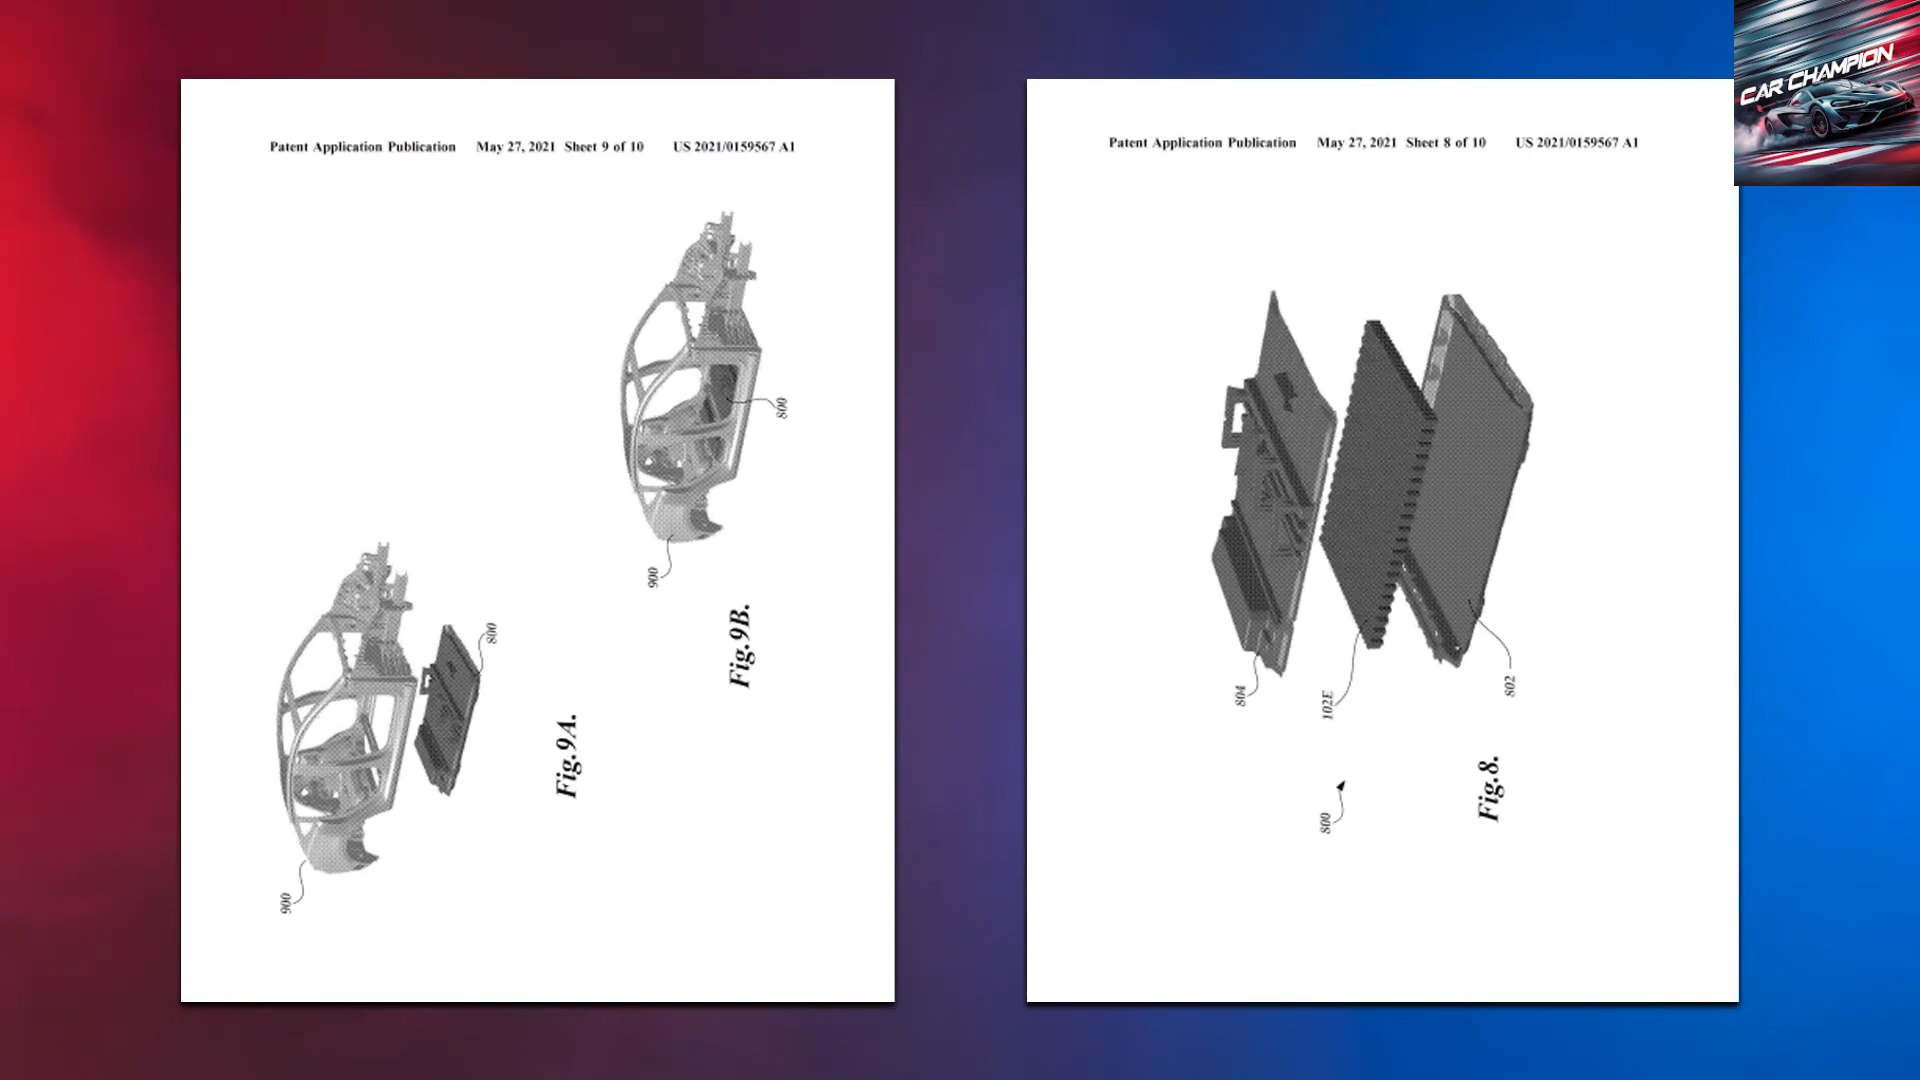 Patent Application Publication May 27, 2021 Sheet 9 of 10 US 2021/0159567 A1
800
900
Fig.9B.
800
900
Fig.9A.
Patent Application Publication May 27, 2021 Sheet 8 of 10 US 2021/0159567 A1
804
102E
802
800
Fig.8.
CAR CHAMPION